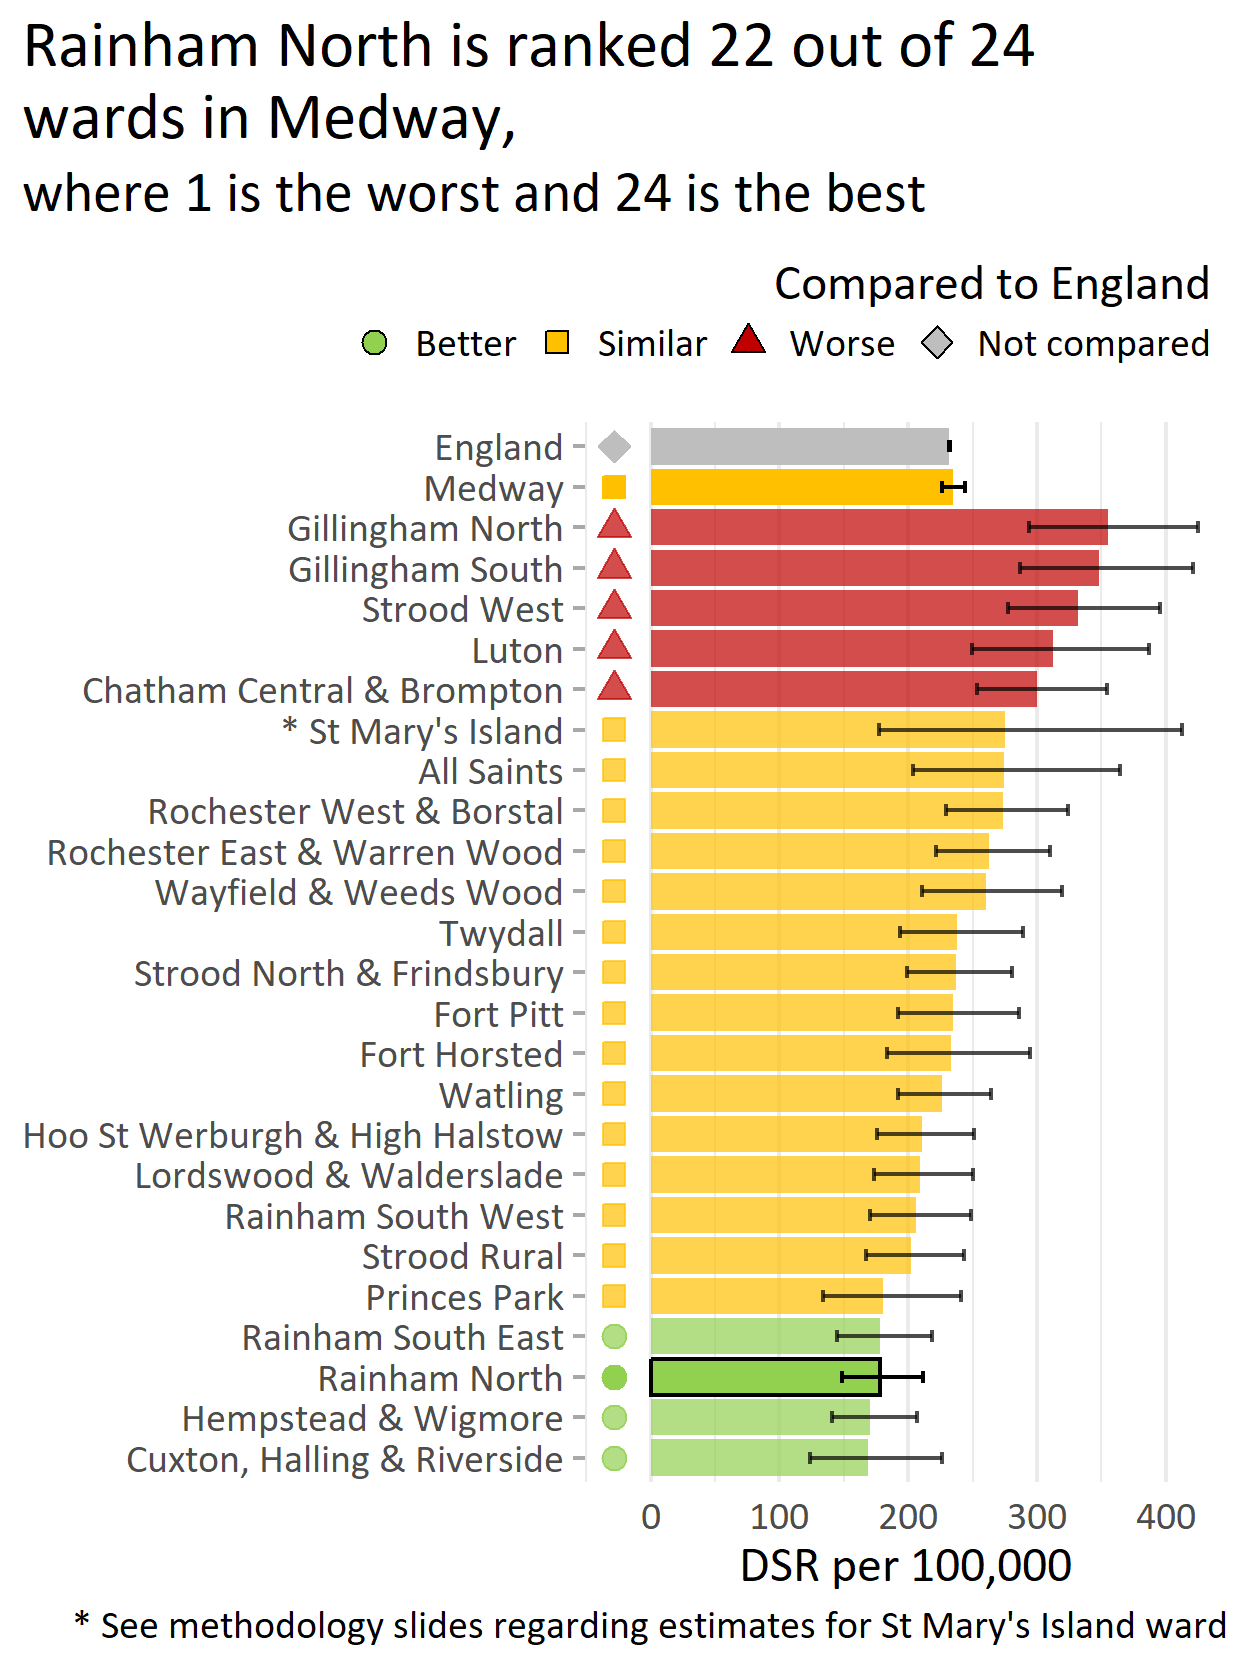 Rainham North is ranked 22 out of 24
wards in Medway,
where 1 is the worst and 24 is the best
Compared to England
Better Similar Worse Not compared
England
Medway
Gillingham North
Gillingham South
Strood West
Luton
Chatham Central & Brompton
* St Mary's Island
All Saints
Rochester West & Borstal
Rochester East & Warren Wood
Wayfield & Weeds Wood
Twydall
Strood North & Frindsbury
Fort Pitt
Fort Horsted
Watling
Hoo St Werburgh & High Halstow
Lordswood & Walderslade
Rainham South West
Strood Rural
Princes Park
Rainham South East
Rainham North
Hempstead & Wigmore
Cuxton, Halling & Riverside
0 100 200 300 400
DSR per 100,000
* See methodology slides regarding estimates for St Mary's Island ward